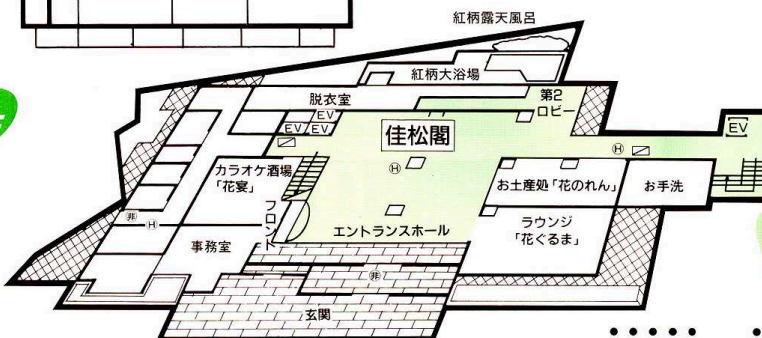 紅柄露天風呂
紅柄大浴場
脱衣室
第2
ロビー
EV
EV
EV
EV
佳松閣
H
カラオケ酒場
「花宴」
お土産処「花のれん」
お手洗
フロント
エントランスホール
ラウンジ
「花ぐるま」
非
H
事務室
非
玄関